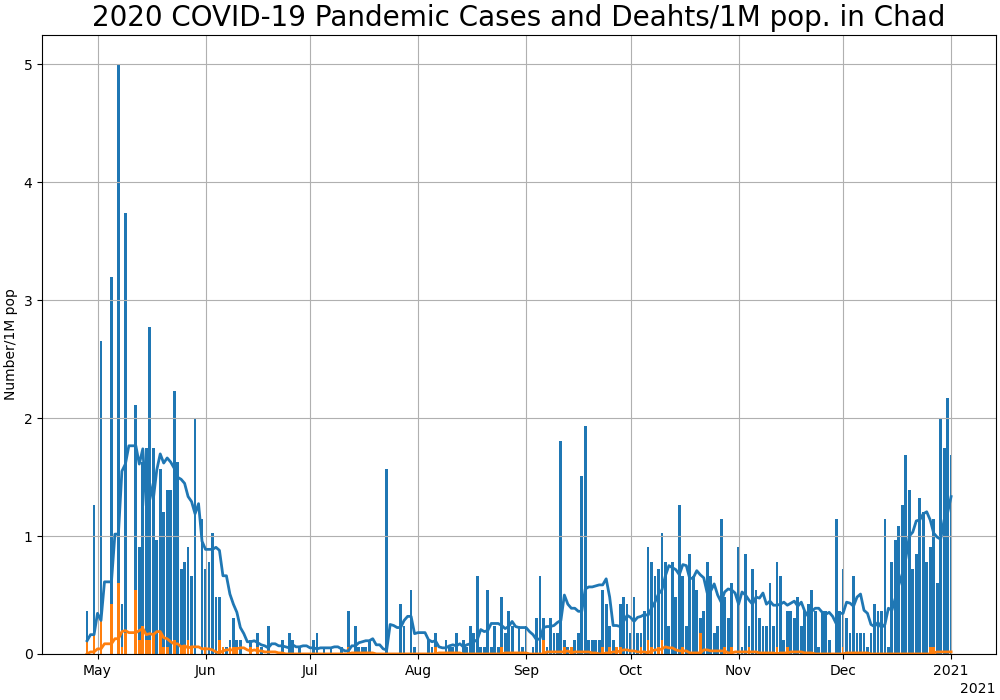 2020 COVID-19 Pandemic Cases and Deahts/1M pop. in Chad
Number/1M pop
5
4
3
2
1
0
May Jun Jul Aug Sep Oct Nov Dec 2021
2021